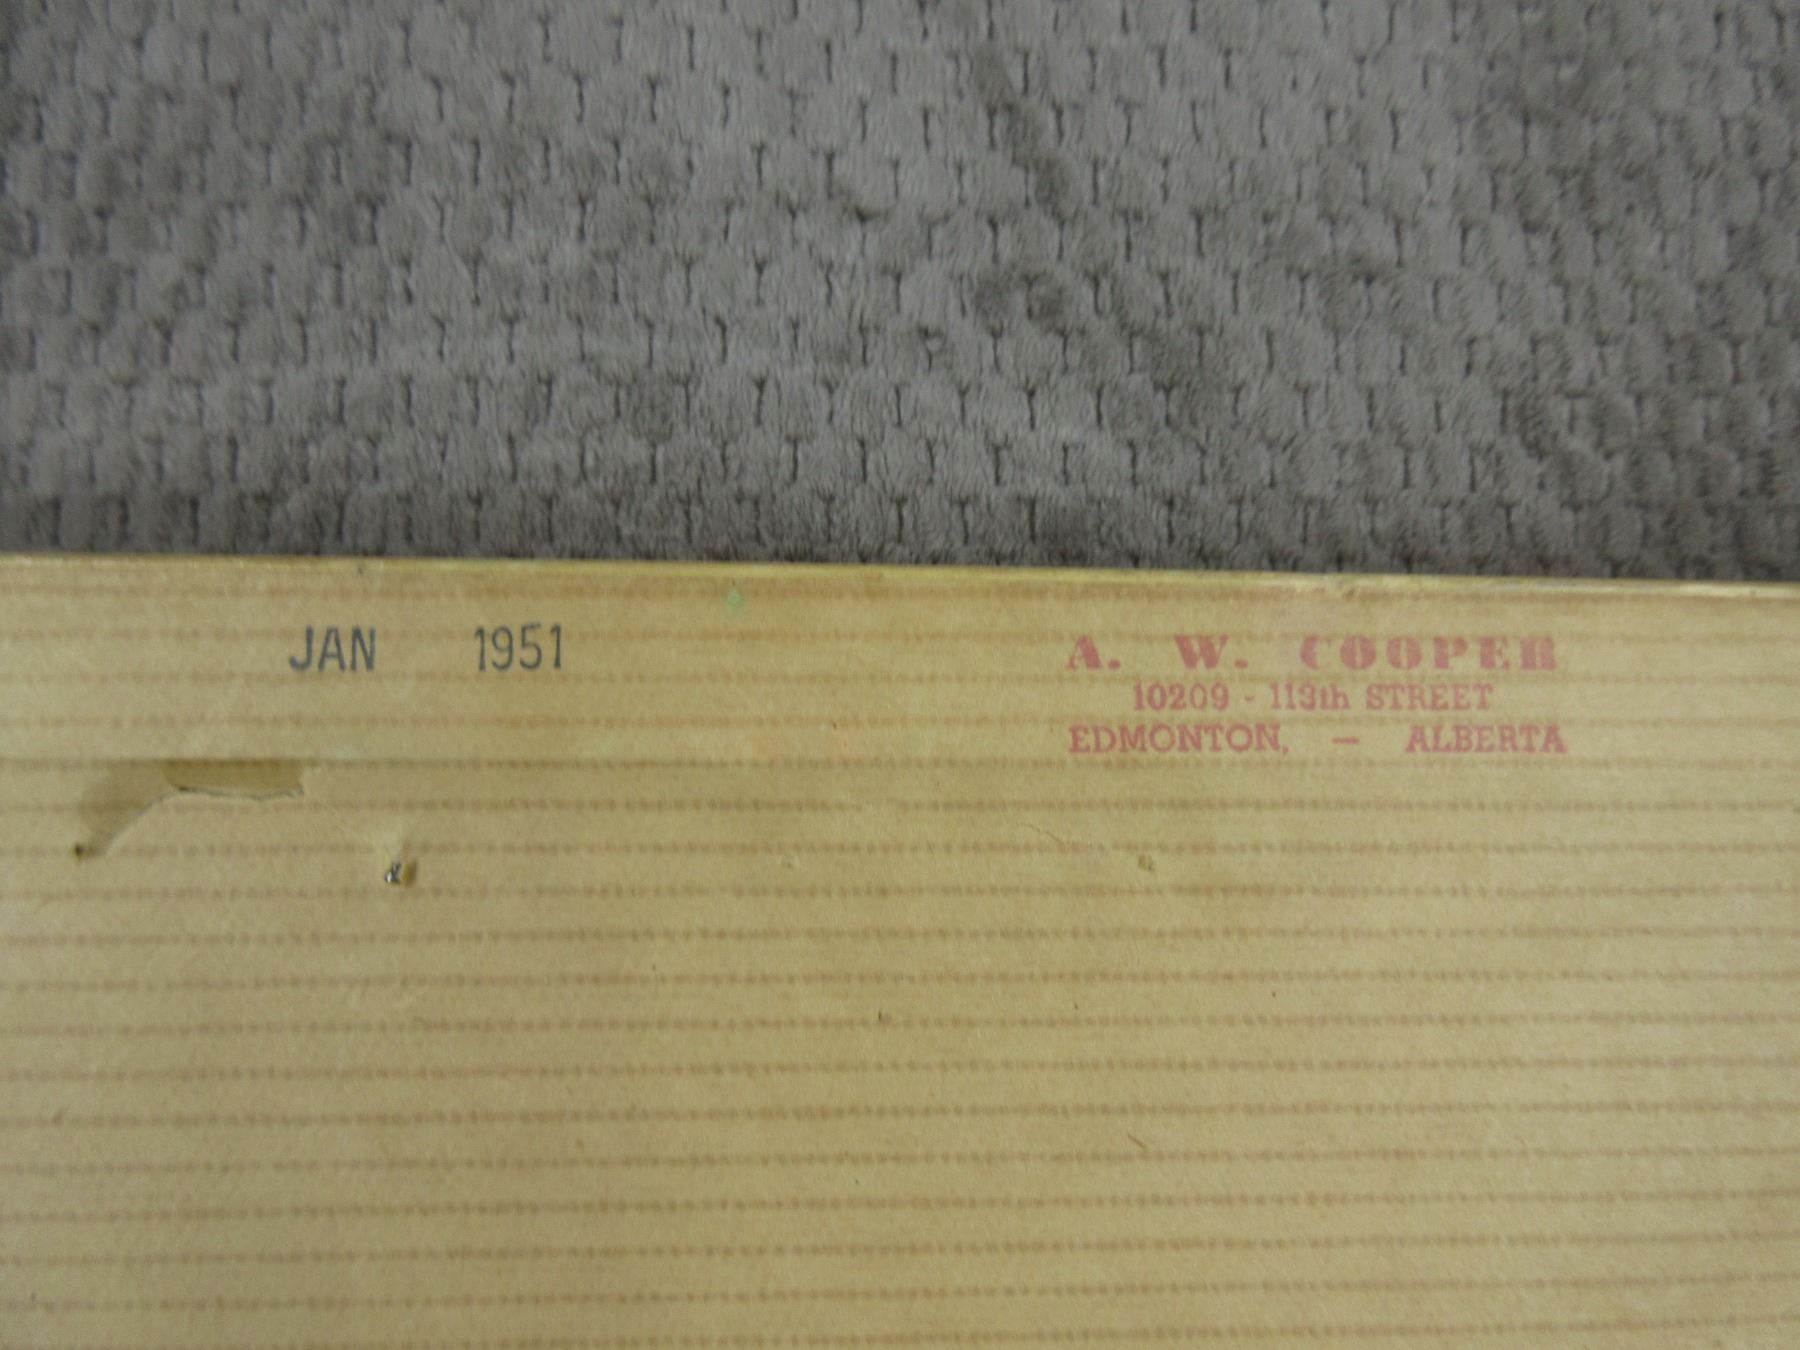 JAN 1951
A. W. COOPER
10209 - 113th STREET
EDMONTON, — ALBERTA